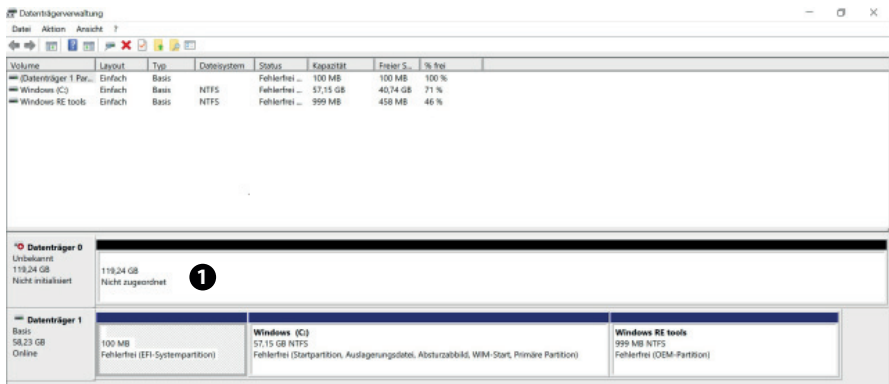 Datenträgerverwaltung
Datei Aktion Ansicht ?
Volume Layout Typ Dateisystem Status Kapazität Freier S... % frei
(Datenträger 1 Par... Einfach Basis Fehlerfrei ... 100 MB 100 MB 100 %
Windows (C:) Einfach Basis NTFS Fehlerfrei ... 57,15 GB 40,74 GB 71 %
Windows RE tools Einfach Basis NTFS Fehlerfrei ... 999 MB 458 MB 46 %
Datenträger 0
Unbekannt
119,24 GB
Nicht initialisiert
119,24 GB
Nicht zugeordnet
1
Datenträger 1
Basis
58,23 GB
Online
100 MB
Fehlerfrei (EFI-Systempartition)
Windows (C:)
57,15 GB NTFS
Fehlerfrei (Startpartition, Auslagerungsdatei, Absturzabbild, WIM-Start, Primäre Partition)
Windows RE tools
999 MB NTFS
Fehlerfrei (OEM-Partition)